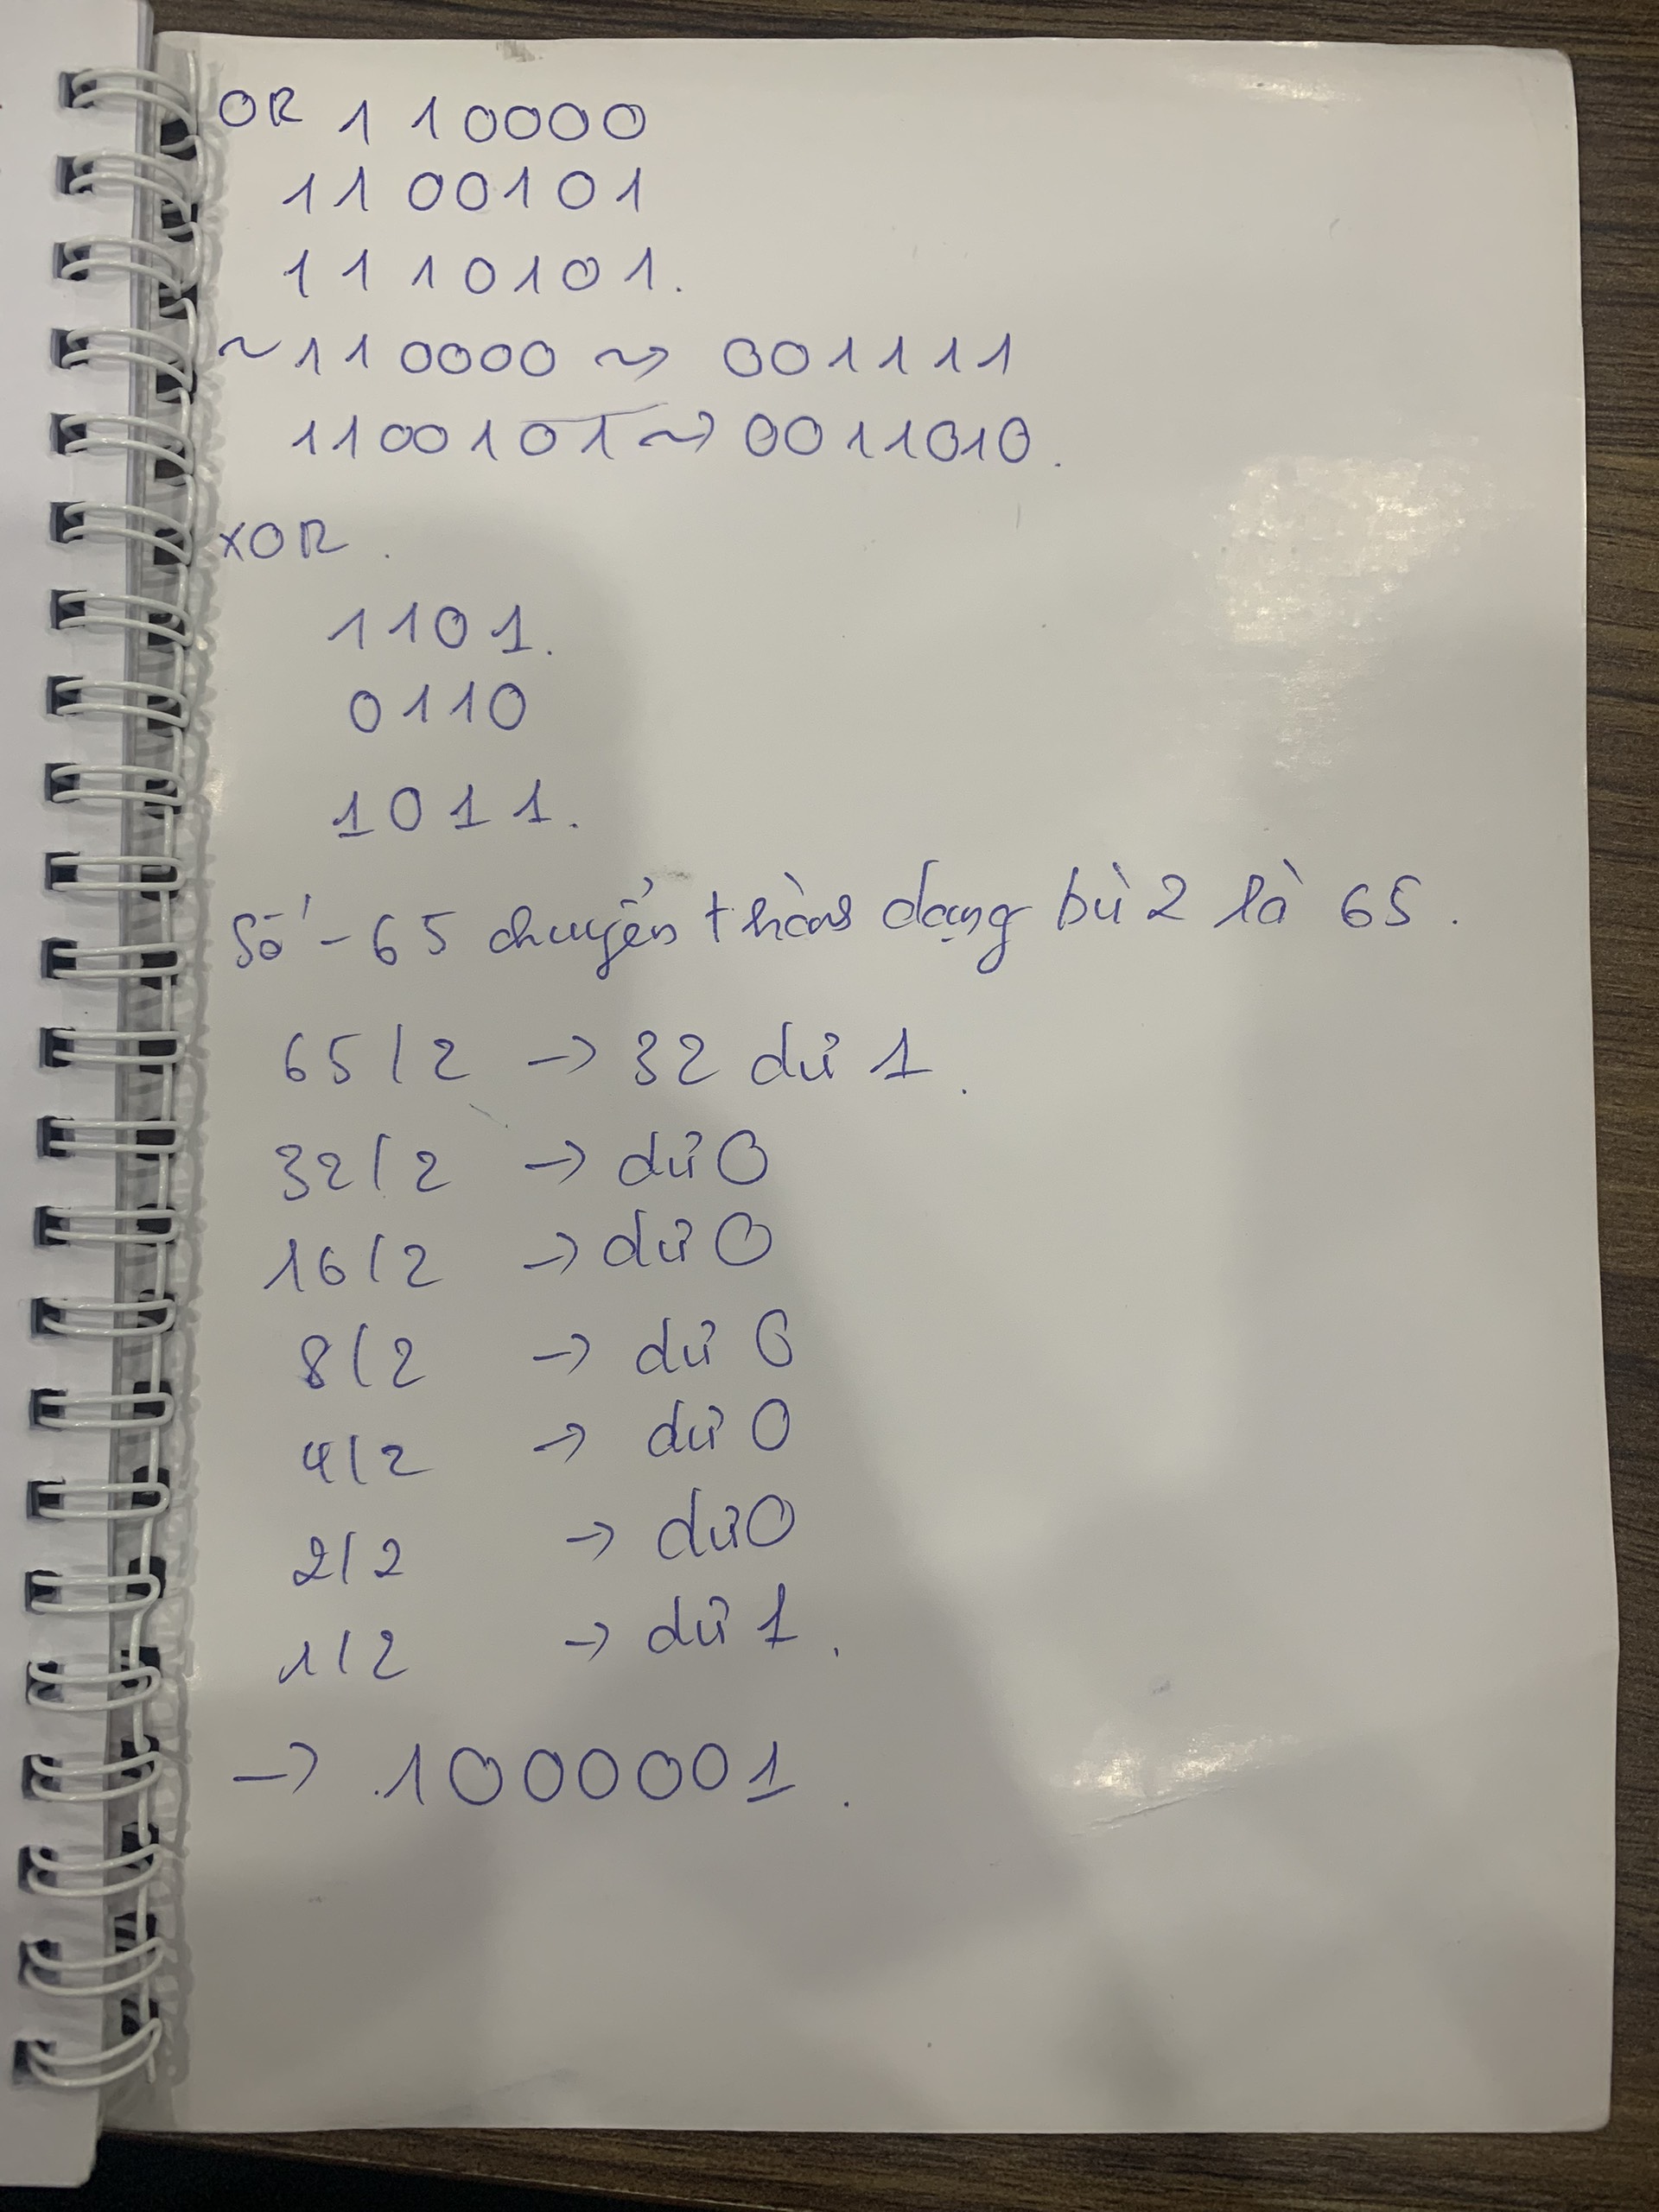 OR 110000
1100101
1110101.
~110000 ~> 001111
1100101 ~> 0011010.
XOR.
1101.
0110
1011.
Số -65 chuyển thành dạng bù 2 là 65.
65/2 -> 32 dư 1.
32/2 -> dư 0
16/2 -> dư 0
8/2 -> dư 0
4/2 -> dư 0
2/2 -> dư 0
1/2 -> dư 1.
-> 1000001.